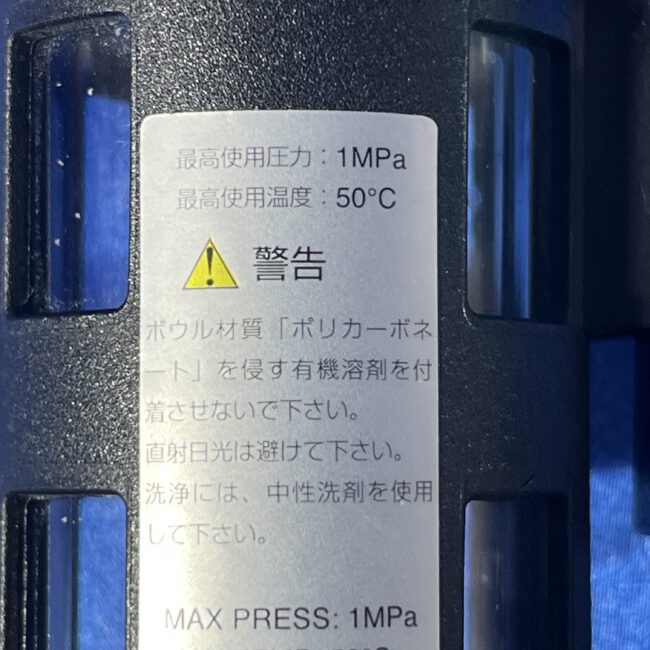 最高使用圧力：1MPa
最高使用温度：50°C
警告
ボウル材質「ポリカーボネ
ート」を侵す有機溶剤を付
着させないで下さい。
直射日光は避けて下さい。
洗浄には、中性洗剤を使用
して下さい。
MAX PRESS: 1MPa